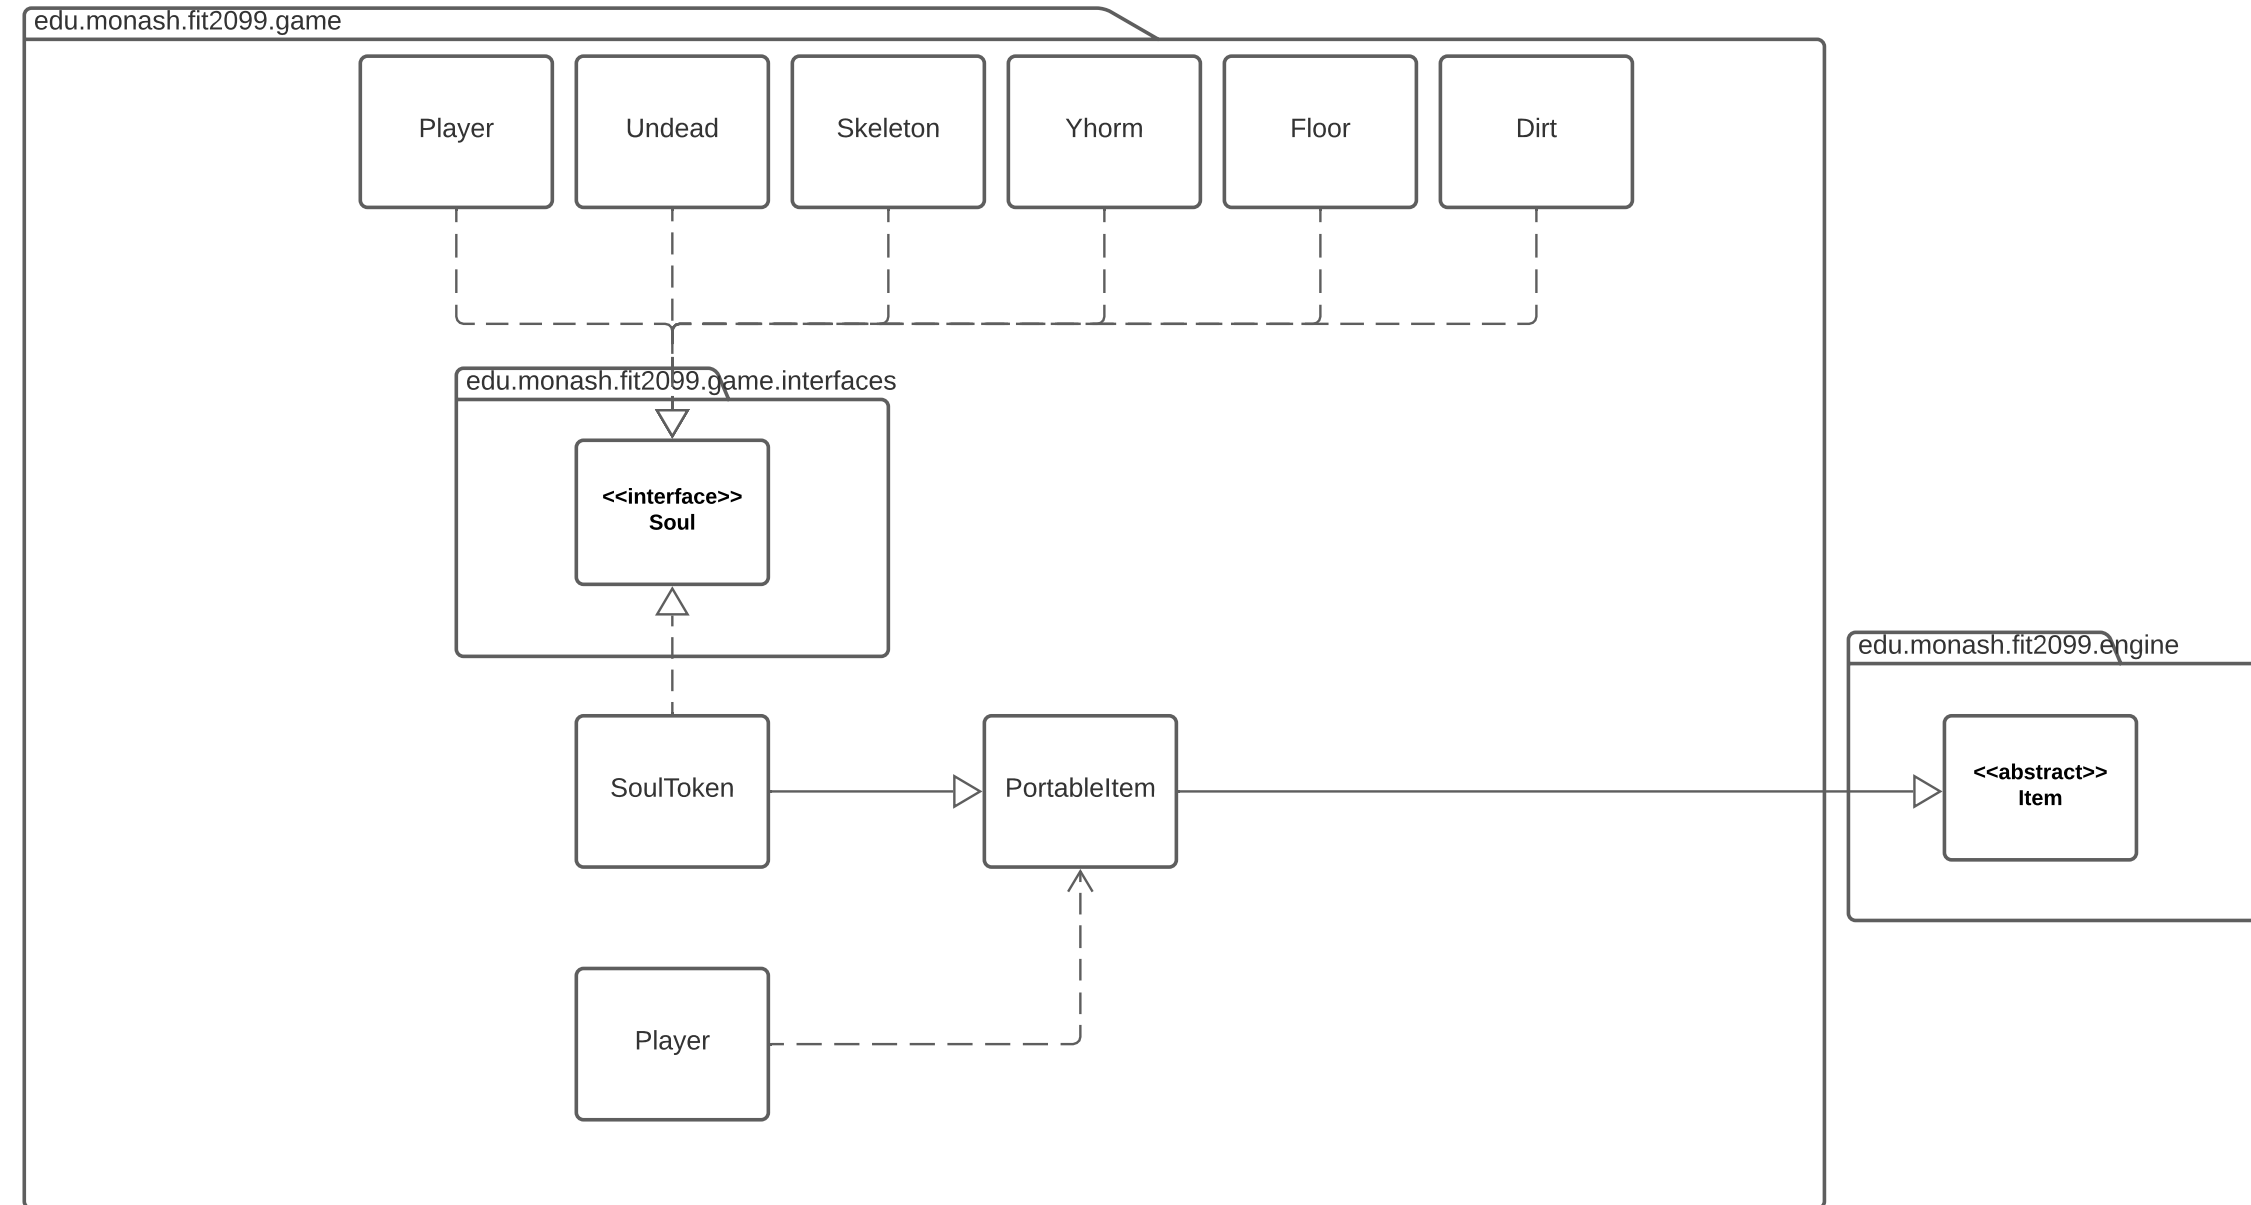 edu.monash.fit2099.game
Player
Undead
Skeleton
Yhorm
Floor
Dirt
edu.monash.fit2099.game.interfaces
<<interface>>
Soul
edu.monash.fit2099.engine
SoulToken
PortableItem
<<abstract>>
Item
Player